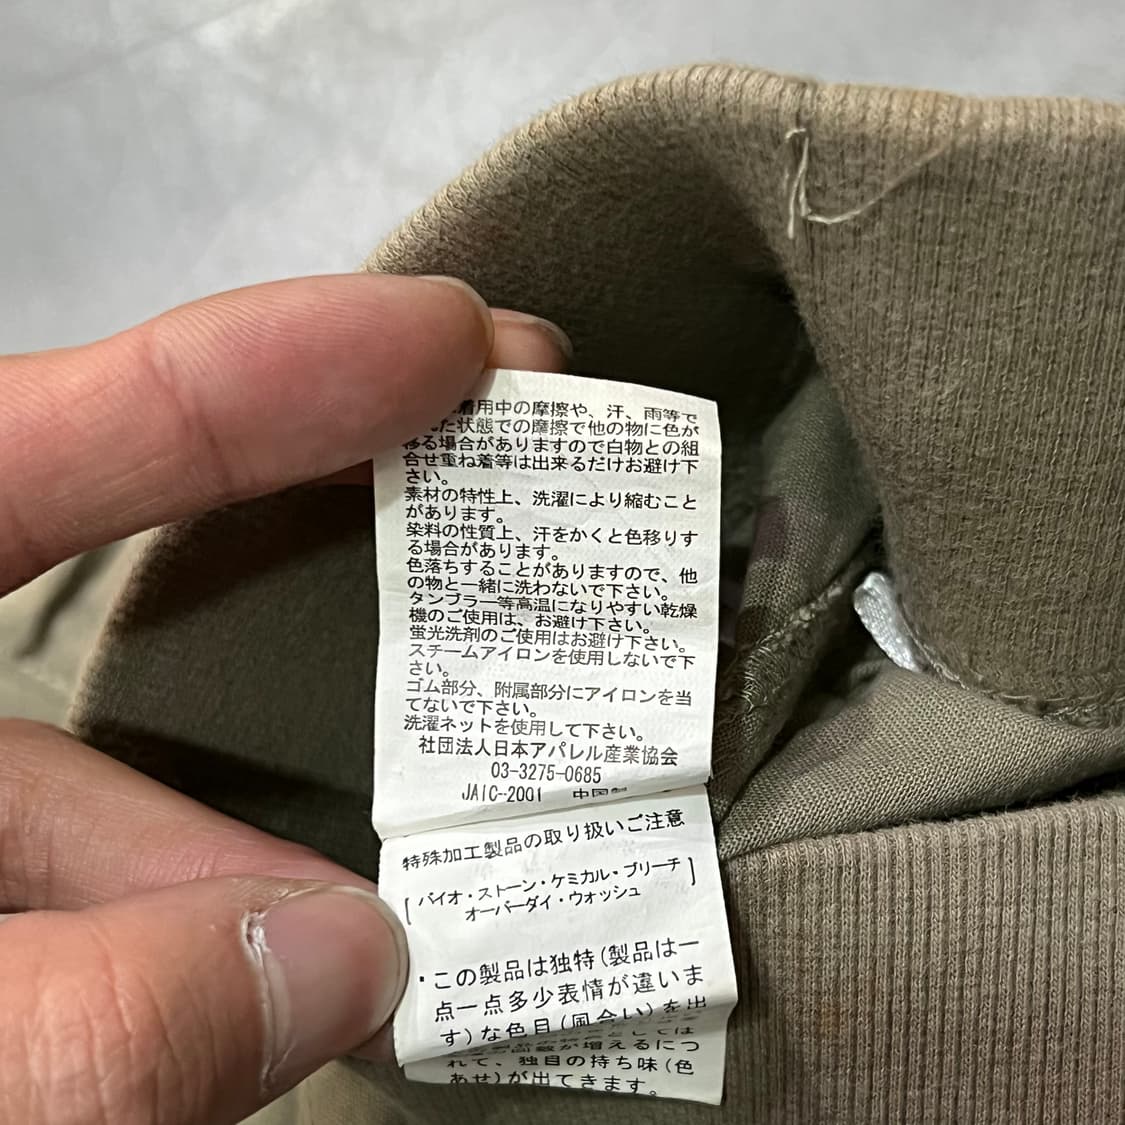 着用中の摩擦や、汗、雨等で
た状態での摩擦で他の物に色が
移る場合がありますので白物との組
合せ重ね着等は出来るだけお避け下
さい。
素材の特性上、洗濯により縮むこと
があります。
染料の性質上、汗をかくと色移りす
る場合があります。
色落ちすることがありますので、他
の物と一緒に洗わないで下さい。
タンブラー等高温になりやすい乾燥
機のご使用は、お避け下さい。
蛍光洗剤のご使用はお避け下さい。
スチームアイロンを使用しないで下
さい。
ゴム部分、附属部分にアイロンを当
てないで下さい。
洗濯ネットを使用して下さい。
社団法人日本アパレル産業協会
03-3275-0685
JAIC-2001 中国製
特殊加工製品の取り扱いご注意
[バイオ・ストーン・ケミカル・ブリーチ
オーバーダイ・ウォッシュ]
・この製品は独特(製品は一
点一点多少表情が違いま
す)な色目(風合い)を出
としては
回数が増えるにつ
れて、独目の持ち味(色
あせ)が出てきます。